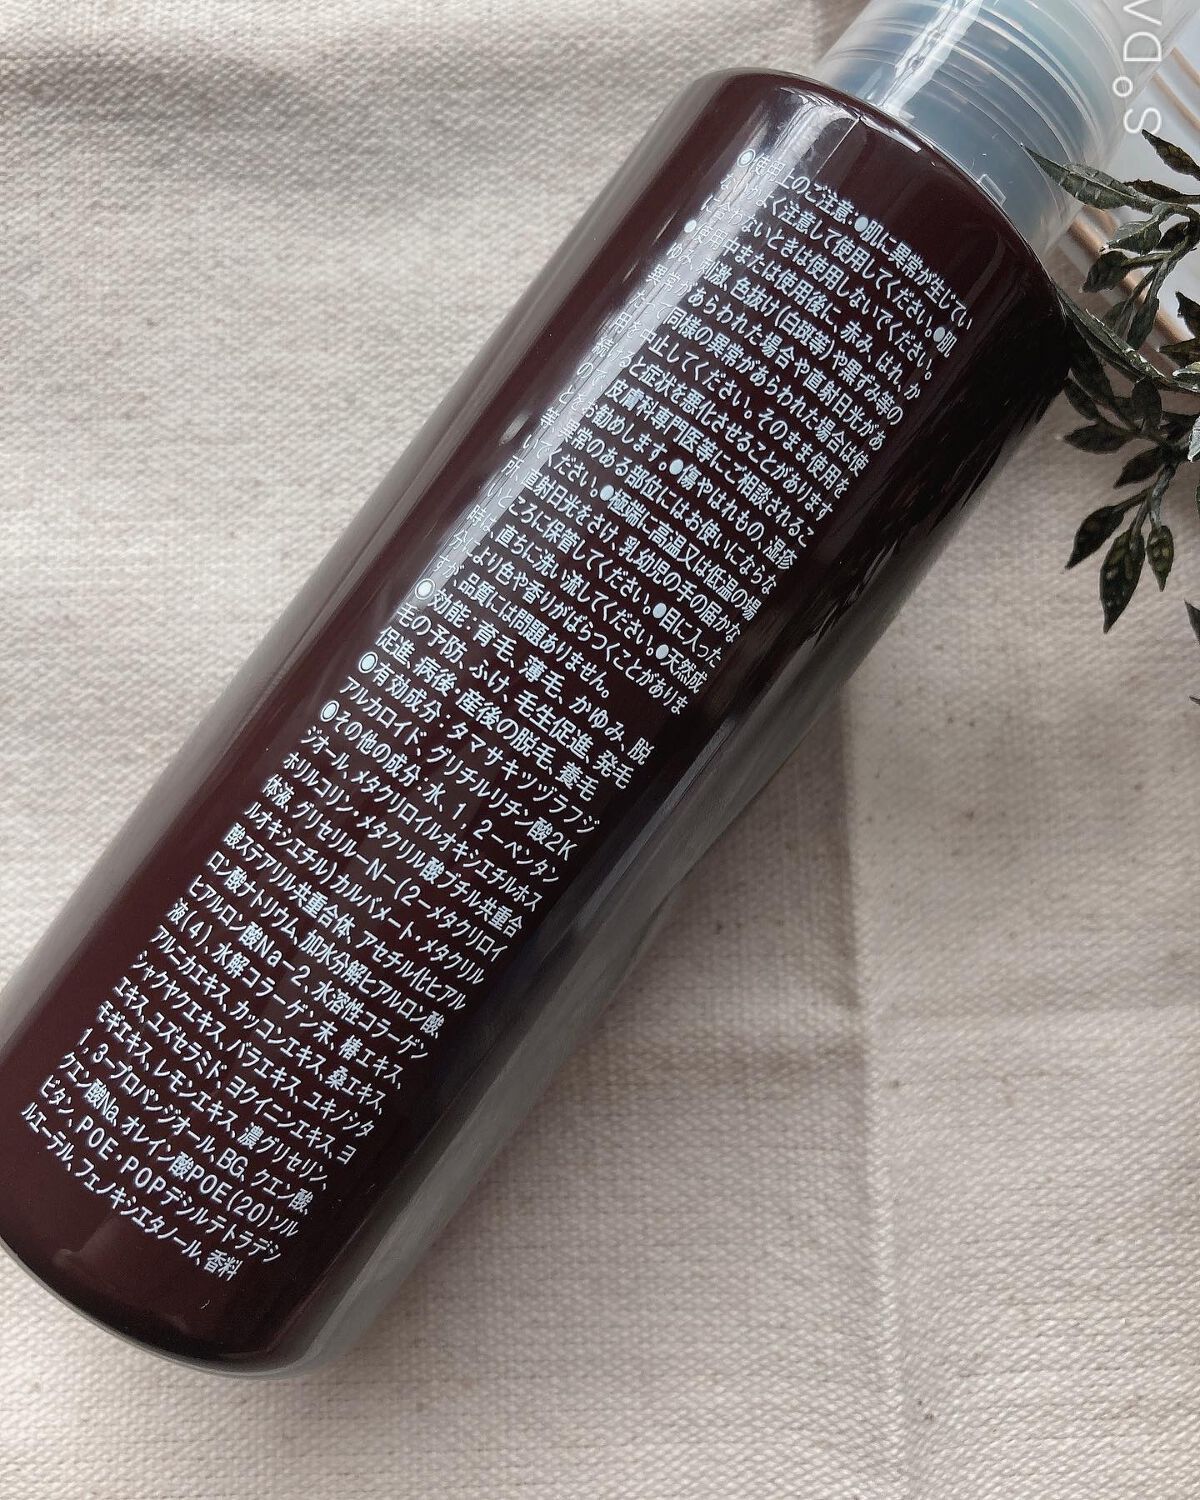 ◉使用上のご注意：●肌に異常が生じてい
ないかよく注意して使用してください。●肌
に合わないときは使用しないでください。
●使用中または使用後に、赤み、はれ、か
ゆみ、刺激、色抜け(白斑等)や黒ずみ等の
異常があらわれた場合や直射日光があ
たって同様の異常があらわれた場合は使
用を中止してください。そのまま使用を
続けると症状を悪化させることがあります
ので、皮膚科専門医等にご相談されるこ
とをお勧めします。●傷やはれもの、湿疹
等、異常のある部位にはお使いにならな
いでください。●極端に高温又は低温の場
所、直射日光をさけ、乳幼児の手の届かな
いところに保管してください。●目に入った
時は、直ちに洗い流してください。●天然成
分により色や香りがばらつくことがありま
すが、品質には問題ありません。
◉効能：育毛、薄毛、かゆみ、脱
毛の予防、ふけ、毛生促進、発毛
促進、病後・産後の脱毛、養毛
◉有効成分：タマサキツヅラフジ
アルカロイド、グリチルリチン酸2K
◉その他の成分：水、1，2－ペンタン
ジオール、メタクリロイルオキシエチルホス
ホリルコリン・メタクリル酸ブチル共重合
体液、グリセリル－N－(2－メタクリロイ
ルオキシエチル)カルバメート・メタクリル
酸ステアリル共重合体、アセチル化ヒアル
ロン酸ナトリウム、加水分解ヒアルロン酸、
ヒアルロン酸Na－2、水溶性コラーゲン
液(4)、水解コラーゲン末、椿エキス、
アルニカエキス、カッコンエキス、桑エキス、
シャクヤクエキス、バラエキス、ユキノシタ
エキス、ユズセラミド、ヨクイニンエキス、ヨ
モギエキス、レモンエキス、濃グリセリン、
1，3－プロパンジオール、BG、クエン酸、
クエン酸Na、オレイン酸POE(20)ソル
ビタン、POE・POPデシルテトラデシ
ルエーテル、フェノキシエタノール、香料